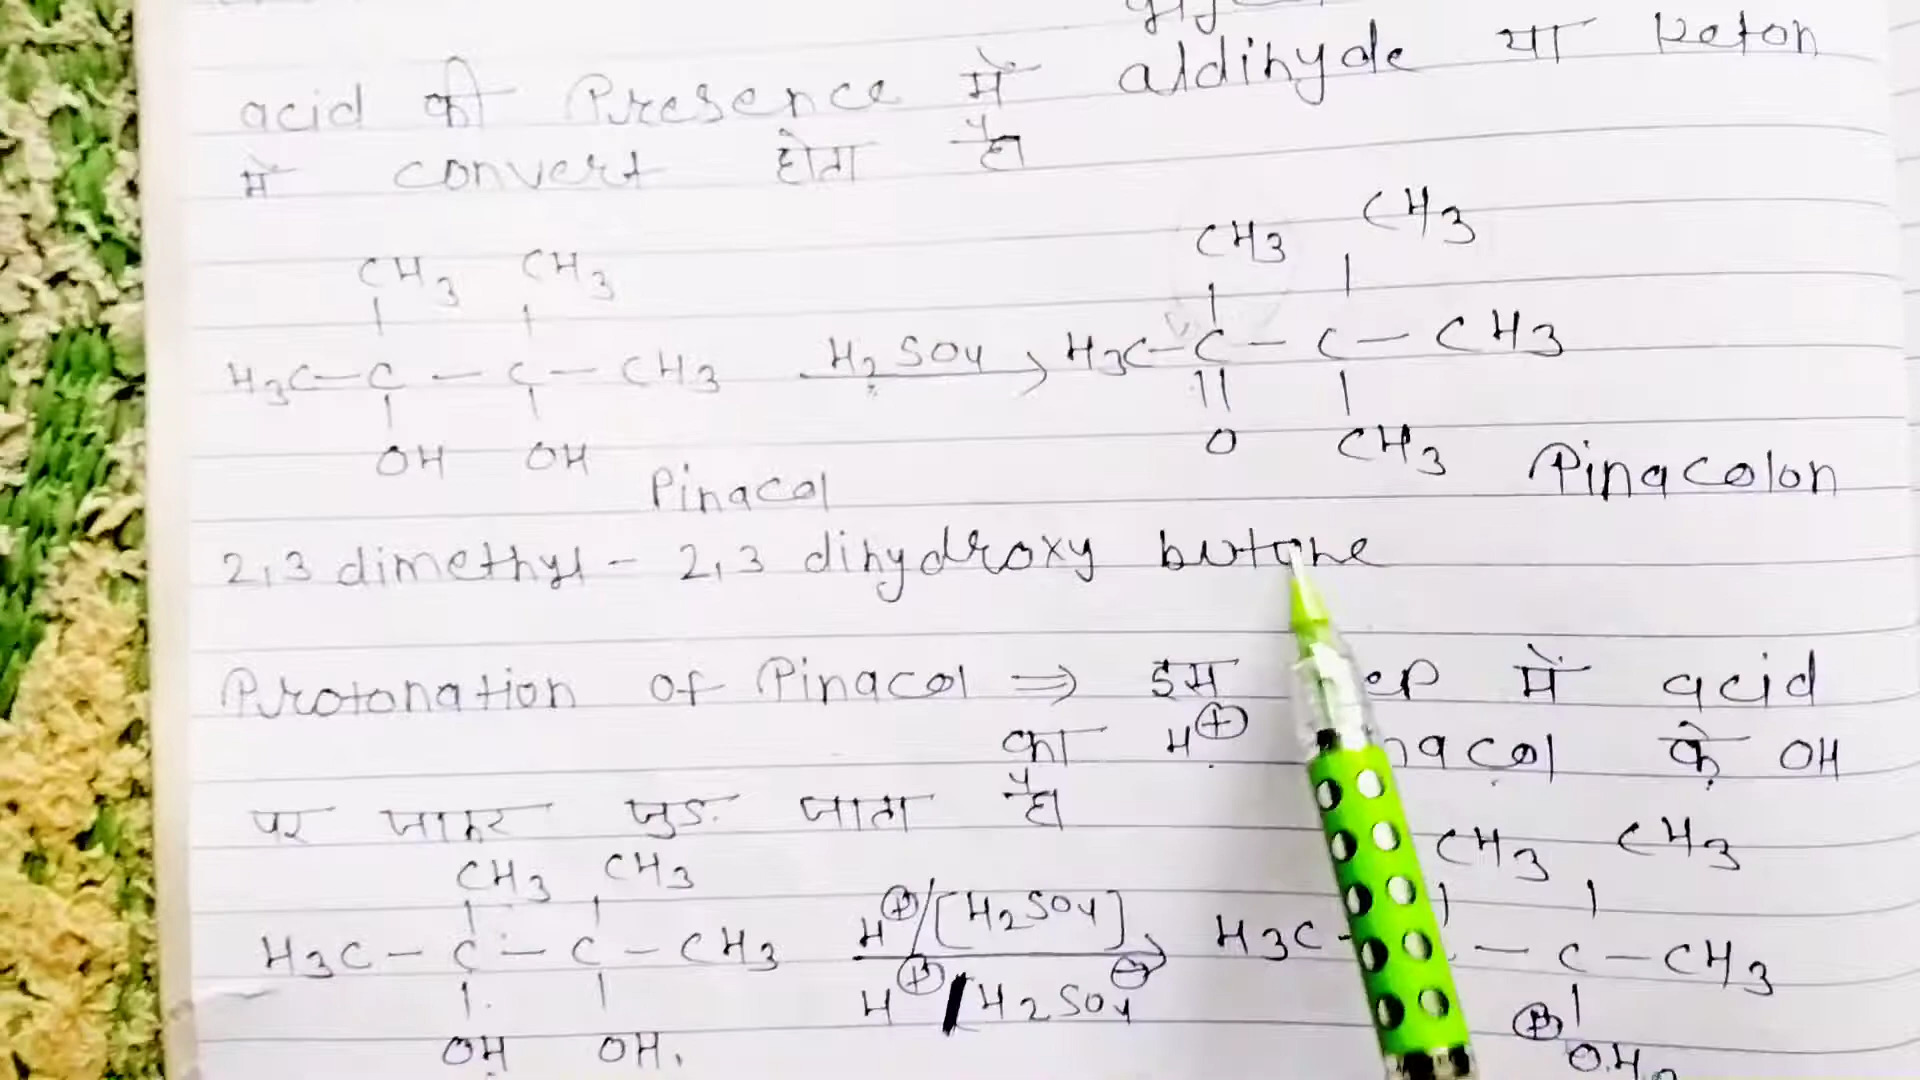 acid की Presence में aldihyde या keton
में convert होता है
CH3 CH3 CH3 CH3
H3C-C-C-CH3 H2SO4 → H3C-C-C-CH3
OH OH O CH3
Pinacol Pinacolon
2,3 dimethyl - 2,3 dihydroxy butane
Protonation of Pinacol ⇒ इस में acid
का H⊕ के OH
पर जाकर जुड़ जाता है
CH3 CH3 CH3 CH3
H3C-C-C-CH3 H⊕/[H2SO4] → H3C - C-CH3
H⊕/H2SO4⊖
OH OH. ⊕